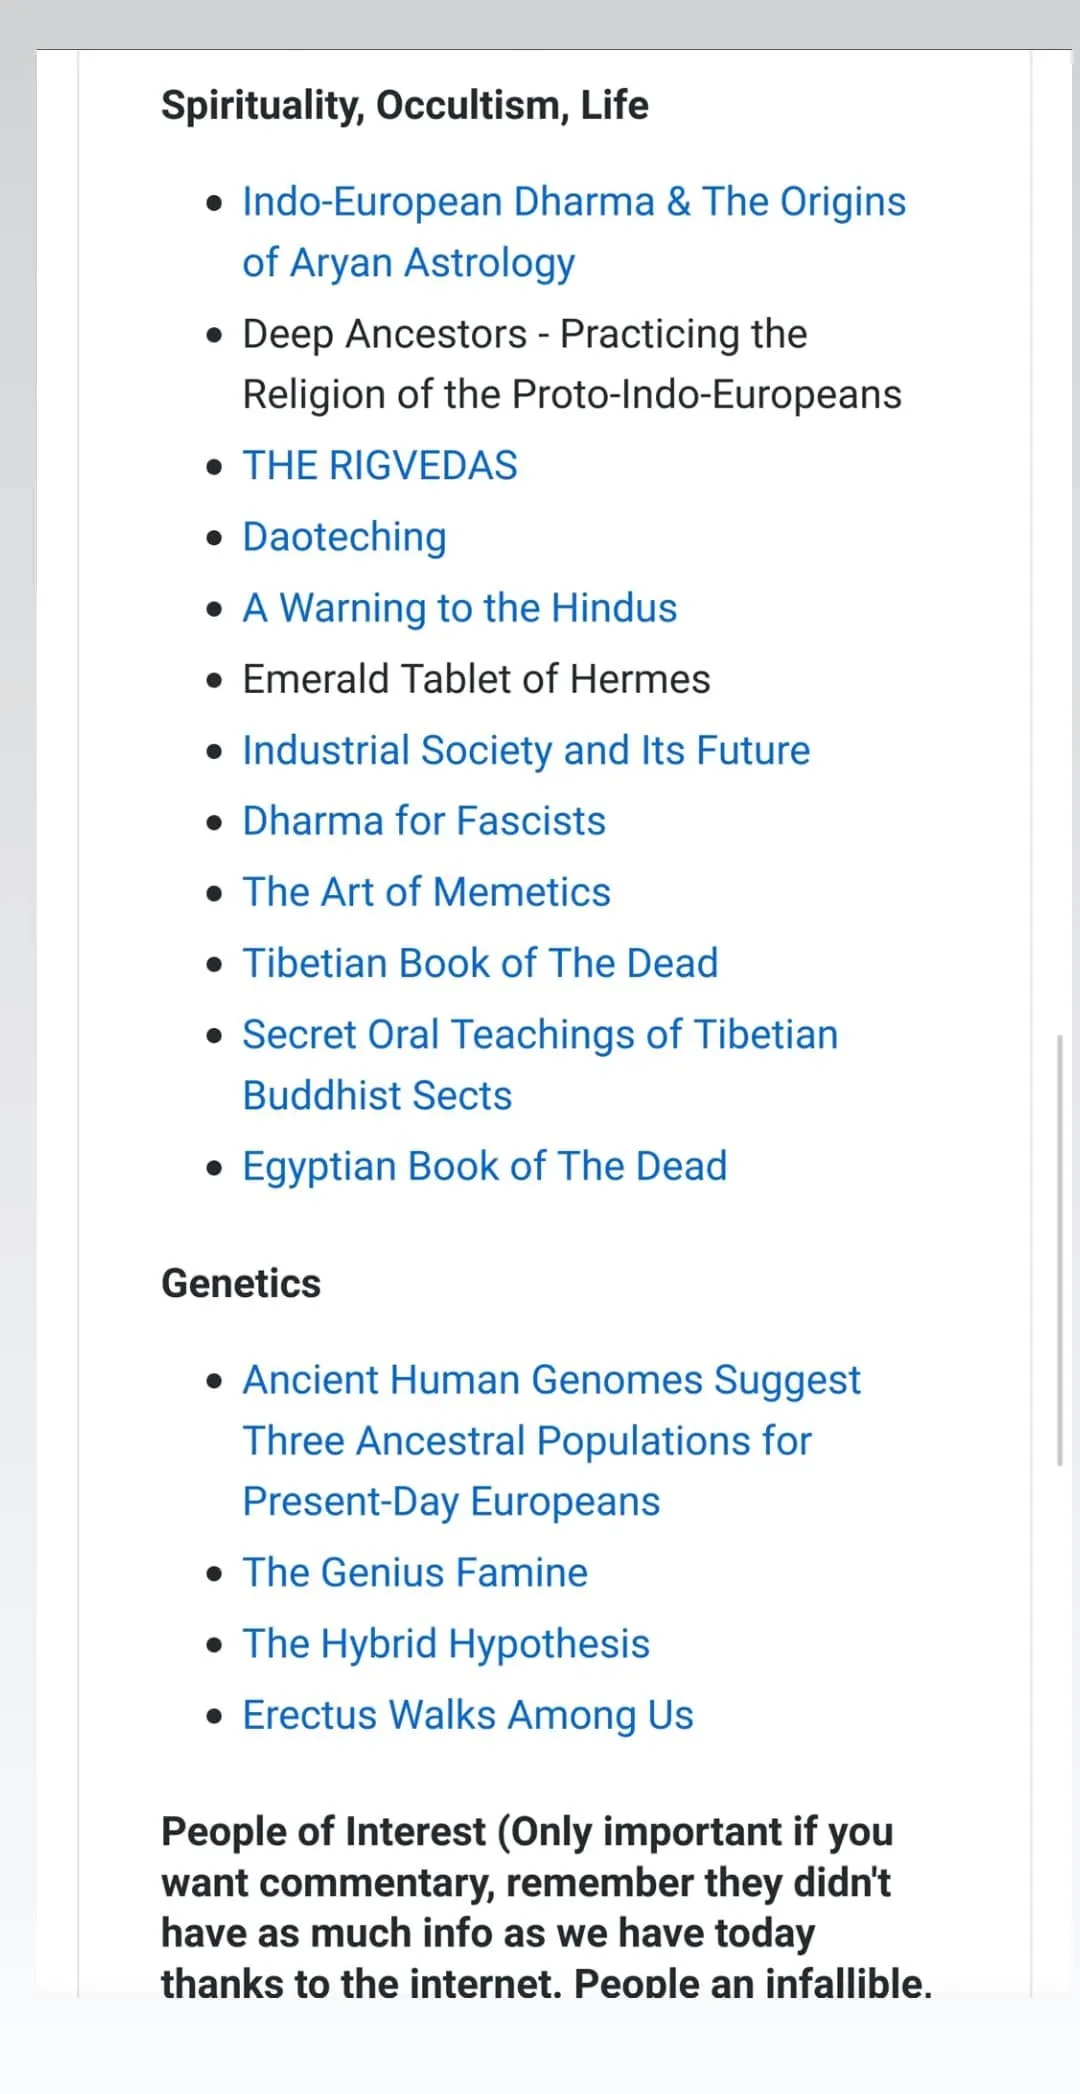 Spirituality, Occultism, Life
Indo-European Dharma & The Origins
of Aryan Astrology
Deep Ancestors - Practicing the
Religion of the Proto-Indo-Europeans
THE RIGVEDAS
Daoteching
A Warning to the Hindus
Emerald Tablet of Hermes
Industrial Society and Its Future
Dharma for Fascists
The Art of Memetics
Tibetian Book of The Dead
Secret Oral Teachings of Tibetian
Buddhist Sects
Egyptian Book of The Dead
Genetics
Ancient Human Genomes Suggest
Three Ancestral Populations for
Present-Day Europeans
The Genius Famine
The Hybrid Hypothesis
Erectus Walks Among Us
People of Interest (Only important if you
want commentary, remember they didn't
have as much info as we have today
thanks to the internet. People an infallible.